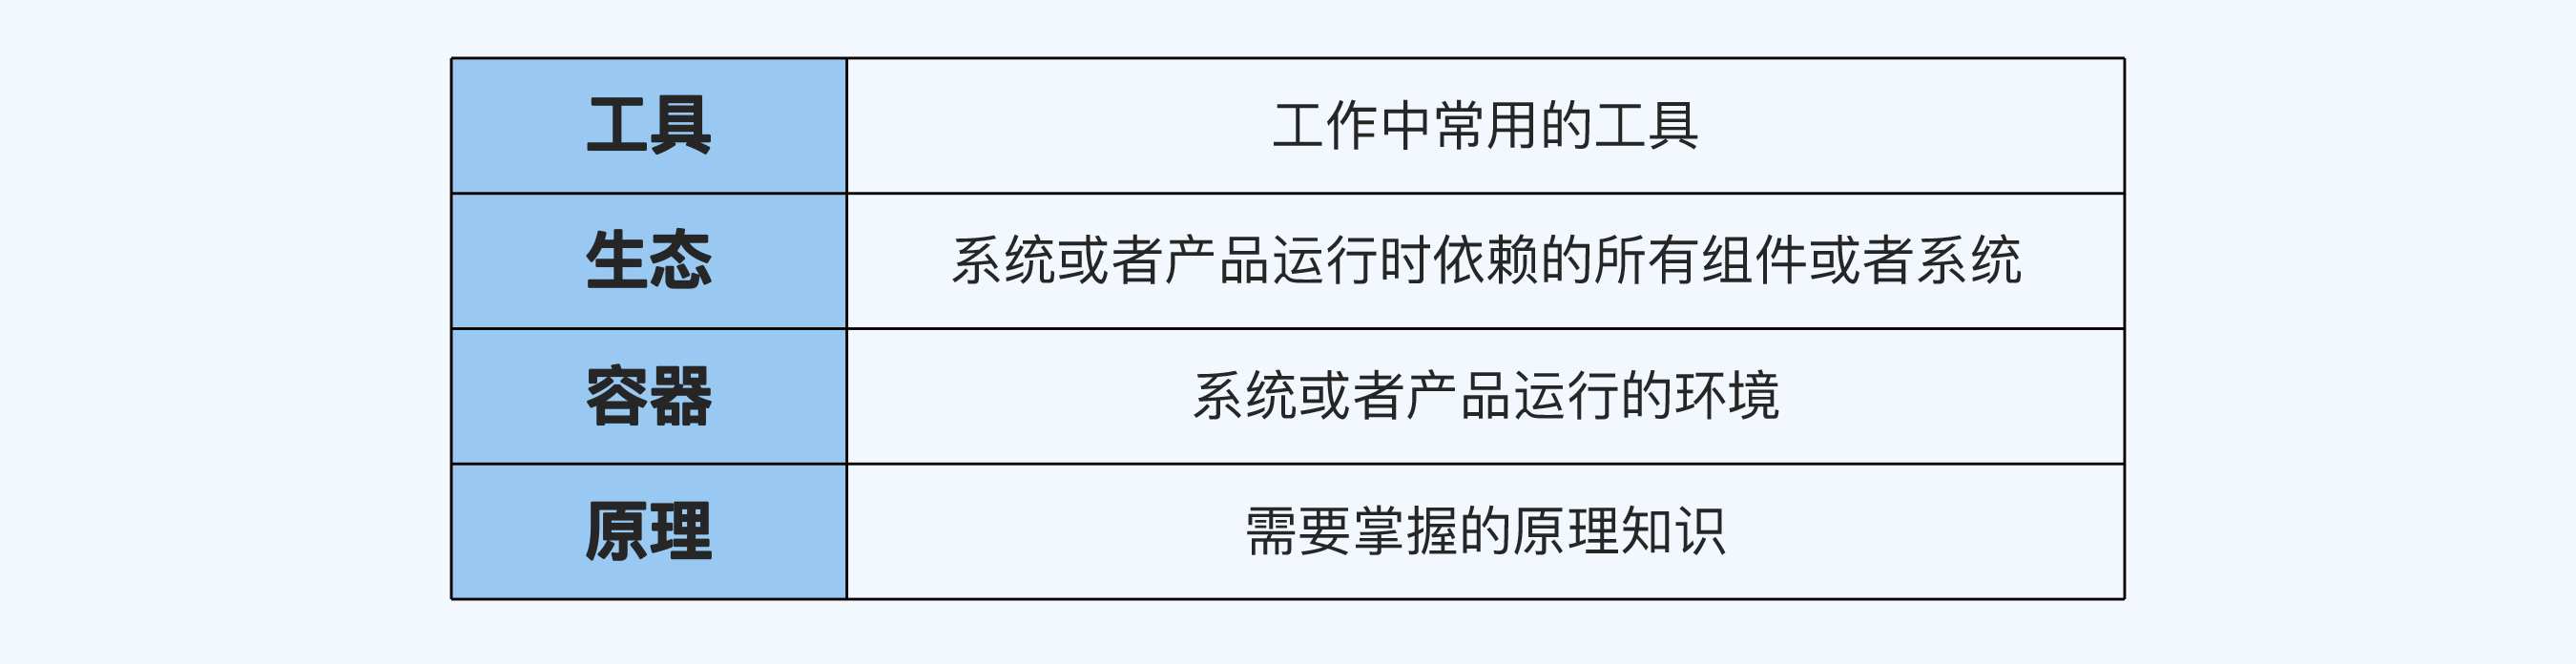 工具
工作中常用的工具
生态
系统或者产品运行时依赖的所有组件或者系统
容器
系统或者产品运行的环境
原理
需要掌握的原理知识